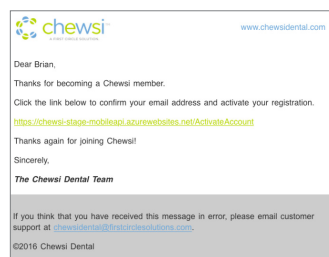 chewsi™
www.chewsidental.com
A FIRST CIRCLE SOLUTION
Dear Brian,
Thanks for becoming a Chewsi member.
Click the link below to confirm your email address and activate your registration.
https://chewsi-stage-mobileapi.azurewebsites.net/ActivateAccount
Thanks again for joining Chewsi!
Sincerely,
The Chewsi Dental Team
If you think that you have received this message in error, please email customer
support at chewsidental@firstcirclesolutions.com.
©2016 Chewsi Dental